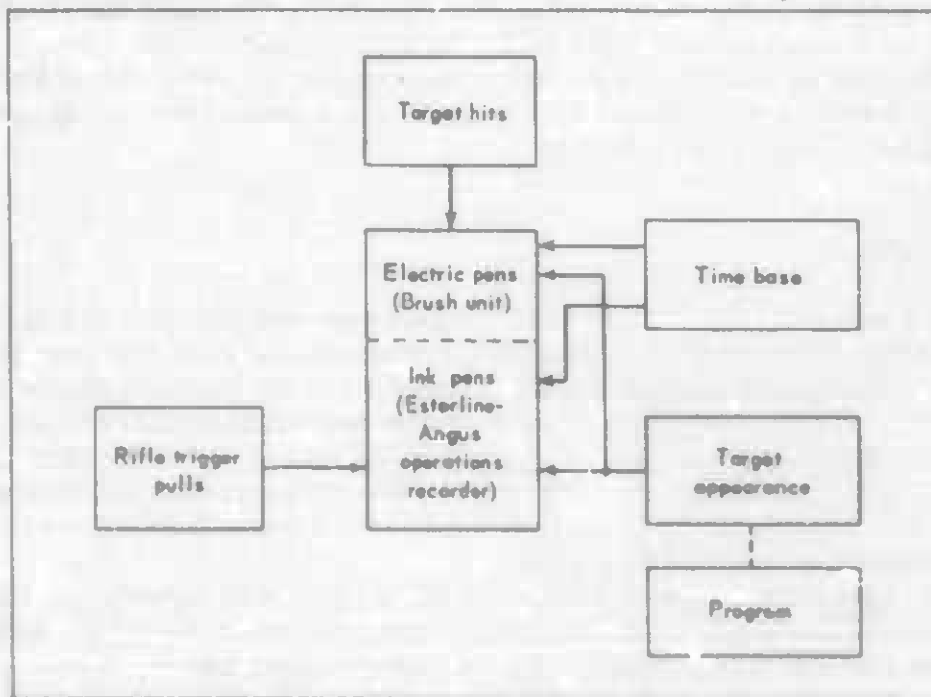 Target hits
Electric pens
(Brush unit)
Time base
Ink pens
(Esterline-
Angus
operations
recorder)
Rifle trigger
pulls
Target
appearance
Program